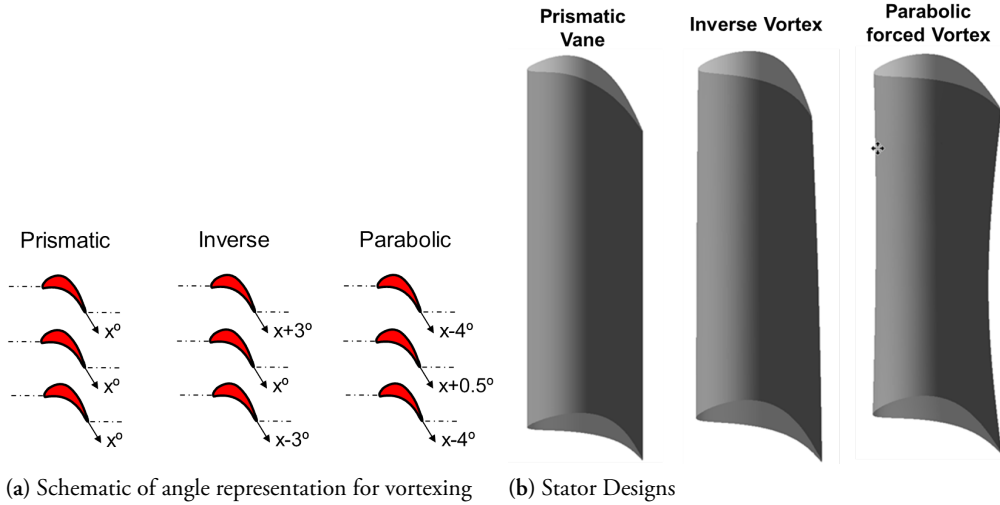 Prismatic
Vane
Inverse Vortex
Parabolic
forced Vortex
Prismatic
Inverse
Parabolic
xº
x+3º
x-4º
xº
xº
x+0.5º
xº
x-3º
x-4º
(a) Schematic of angle representation for vortexing
(b) Stator Designs